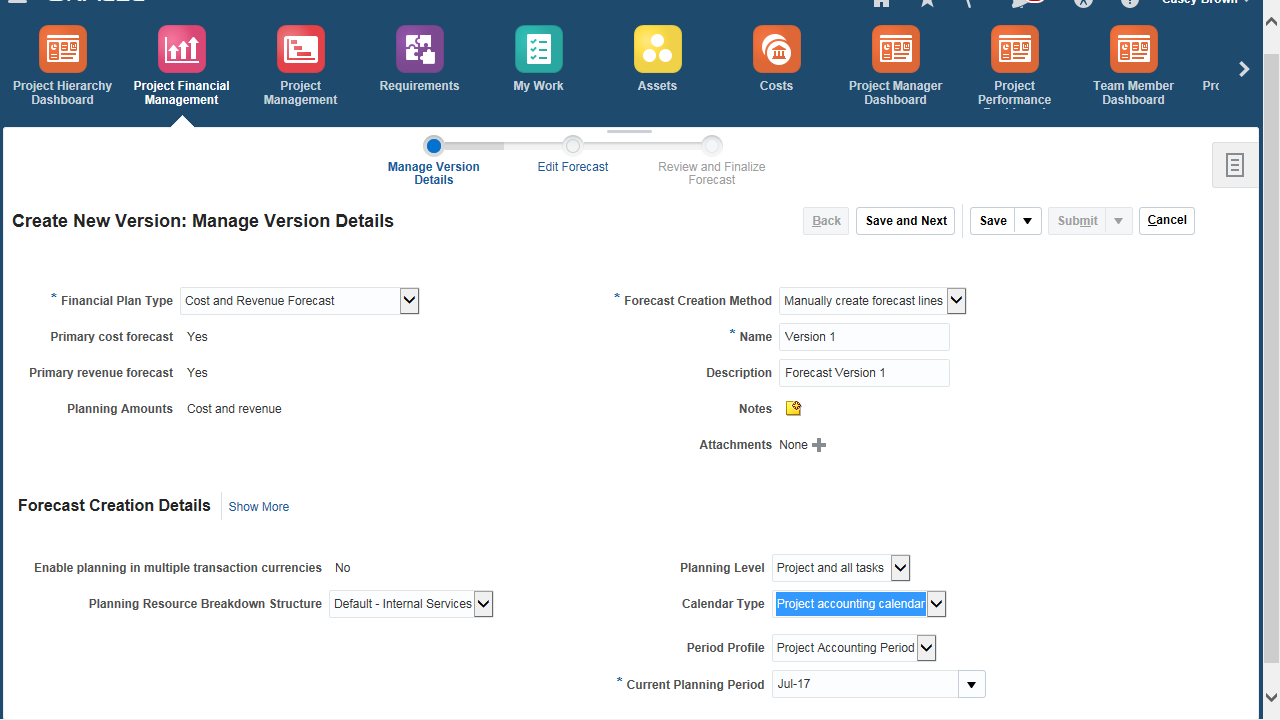 Casey Brown
Project Hierarchy
Dashboard
Project Financial
Management
Project
Management
Requirements
My Work
Assets
Costs
Project Manager
Dashboard
Project
Performance
Team Member
Dashboard
Manage Version
Details
Edit Forecast
Review and Finalize
Forecast
Create New Version: Manage Version Details
Back
Save and Next
Save
Submit
Cancel
* Financial Plan Type Cost and Revenue Forecast
* Forecast Creation Method Manually create forecast lines
Primary cost forecast Yes
* Name Version 1
Primary revenue forecast Yes
Description Forecast Version 1
Planning Amounts Cost and revenue
Notes
Attachments None
Forecast Creation Details Show More
Enable planning in multiple transaction currencies No
Planning Level Project and all tasks
Planning Resource Breakdown Structure Default - Internal Services
Calendar Type Project accounting calendar
Period Profile Project Accounting Period
* Current Planning Period Jul-17